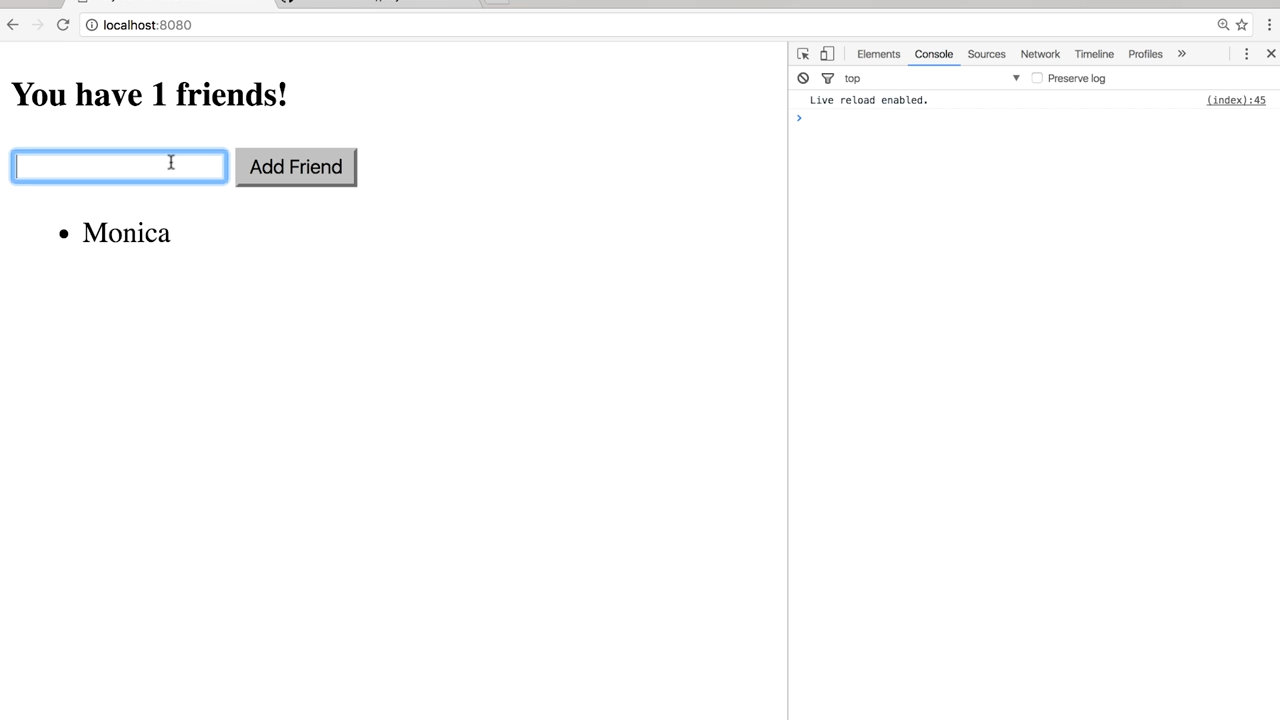 localhost:8080
Elements Console Sources Network Timeline Profiles »
top Preserve log
Live reload enabled. (index):45
You have 1 friends!
Add Friend
Monica